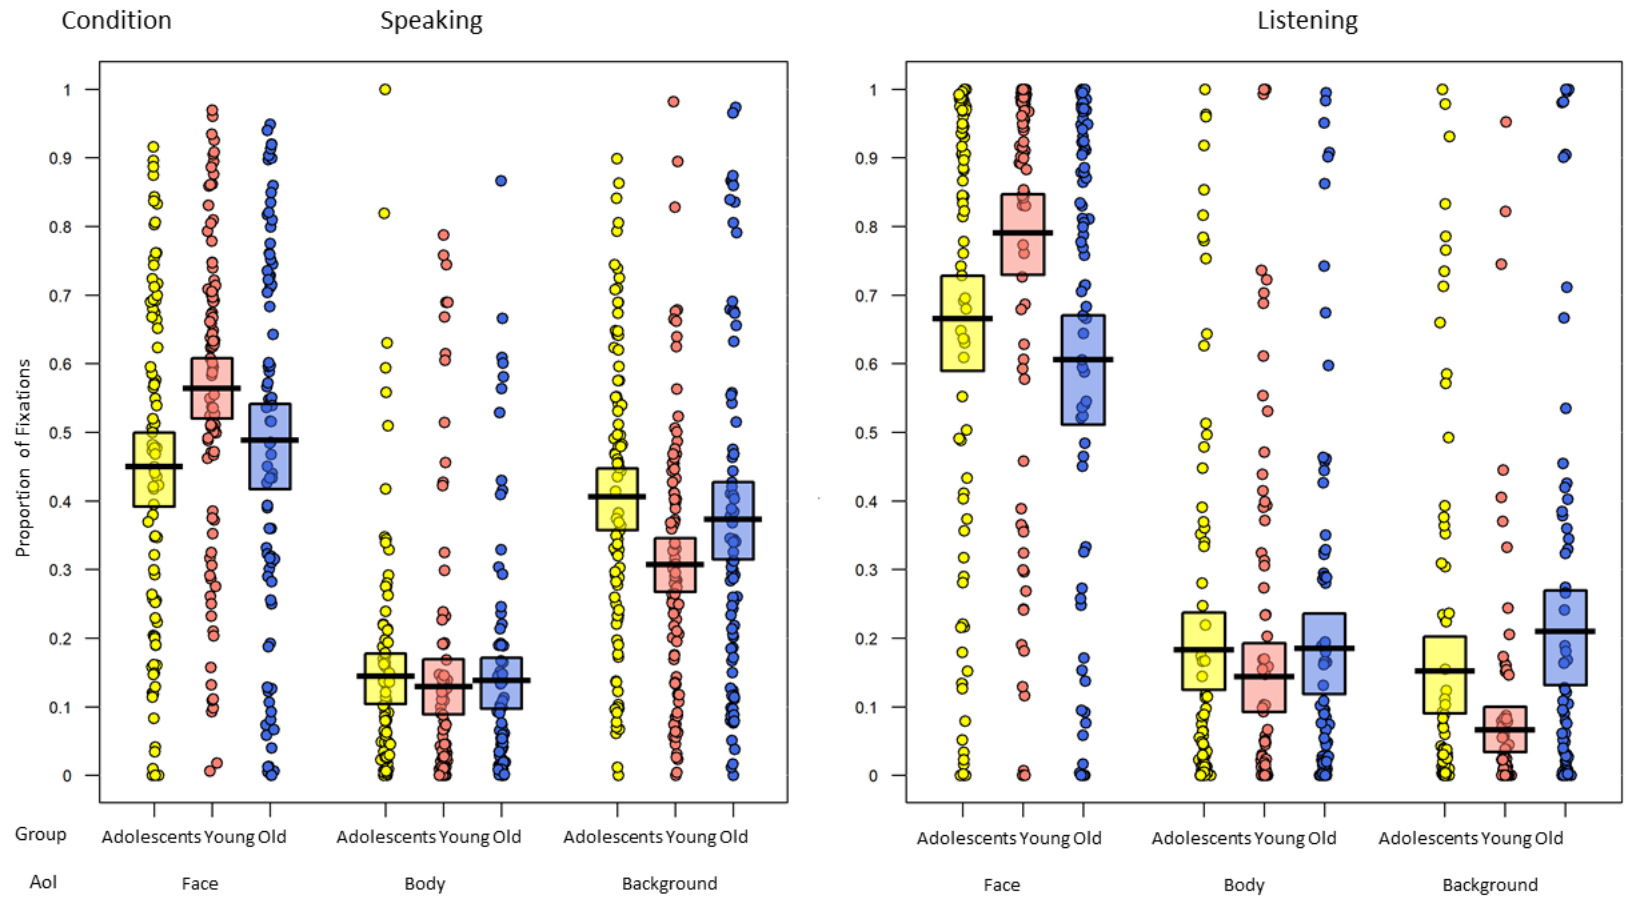 Condition Speaking Listening
Proportion of Fixations
1 1
0.9 0.9
0.8 0.8
0.7 0.7
0.6 0.6
0.5 0.5
0.4 0.4
0.3 0.3
0.2 0.2
0.1 0.1
0 0
Group Adolescents Young Old Adolescents Young Old Adolescents Young Old Adolescents Young Old Adolescents Young Old Adolescents Young Old
AoI Face Body Background Face Body Background